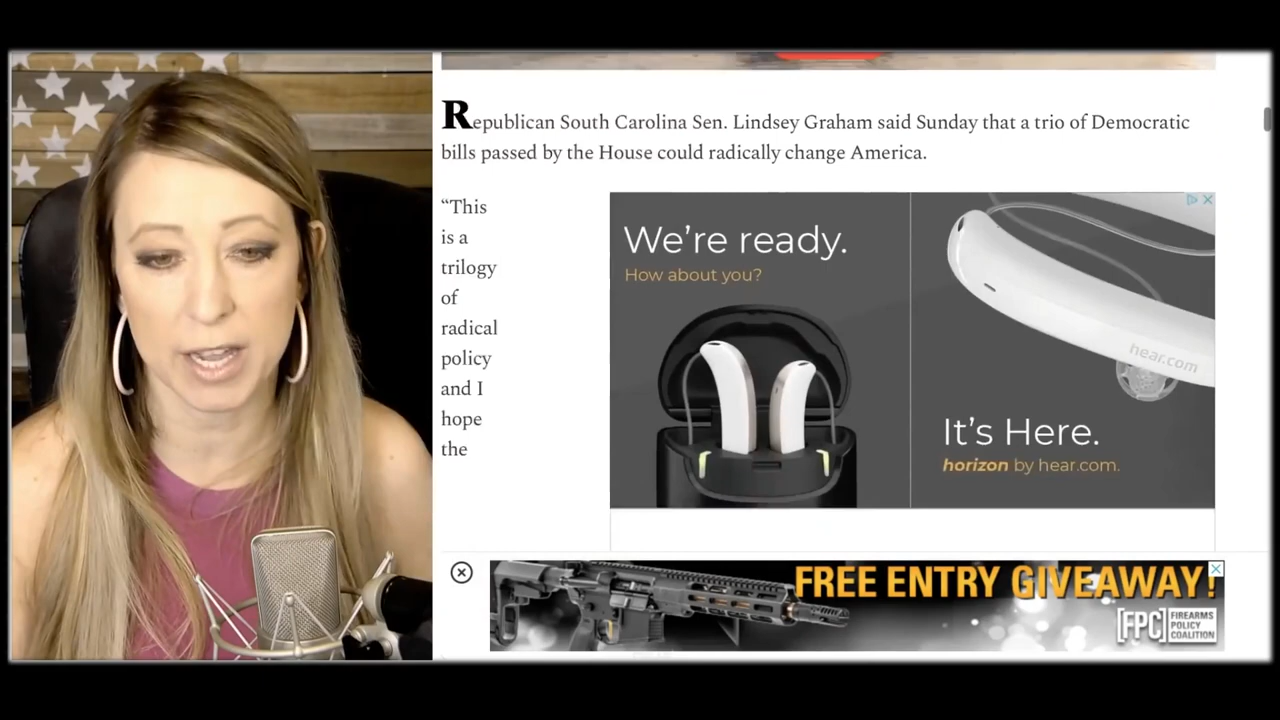 Republican South Carolina Sen. Lindsey Graham said Sunday that a trio of Democratic
bills passed by the House could radically change America.
“This
is a
trilogy
of
radical
policy
and I
hope
the
We’re ready.
How about you?
hear.com
It’s Here.
horizon by hear.com.
FREE ENTRY GIVEAWAY!
[FPC] FIREARMS
POLICY
COALITION